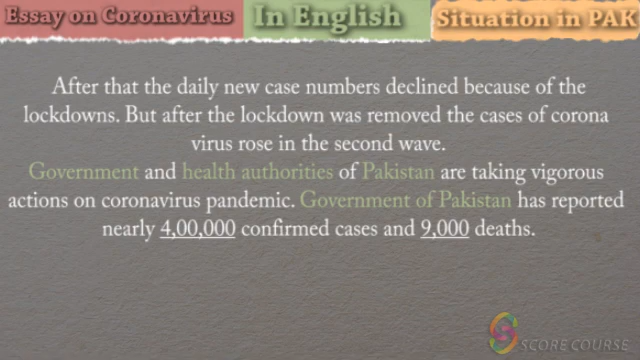 Essay on Coronavirus
In English
Situation in PAK
After that the daily new case numbers declined because of the
lockdowns. But after the lockdown was removed the cases of corona
virus rose in the second wave.
Government and health authorities of Pakistan are taking vigorous
actions on coronavirus pandemic. Government of Pakistan has reported
nearly 4,00,000 confirmed cases and 9,000 deaths.
SCORE COURSE